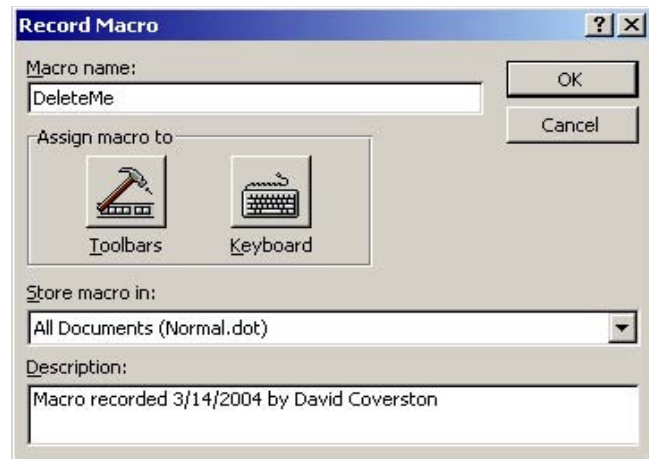 Record Macro
Macro name:
OK
DeleteMe
Cancel
Assign macro to
Toolbars Keyboard
Store macro in:
All Documents (Normal.dot)
Description:
Macro recorded 3/14/2004 by David Coverston